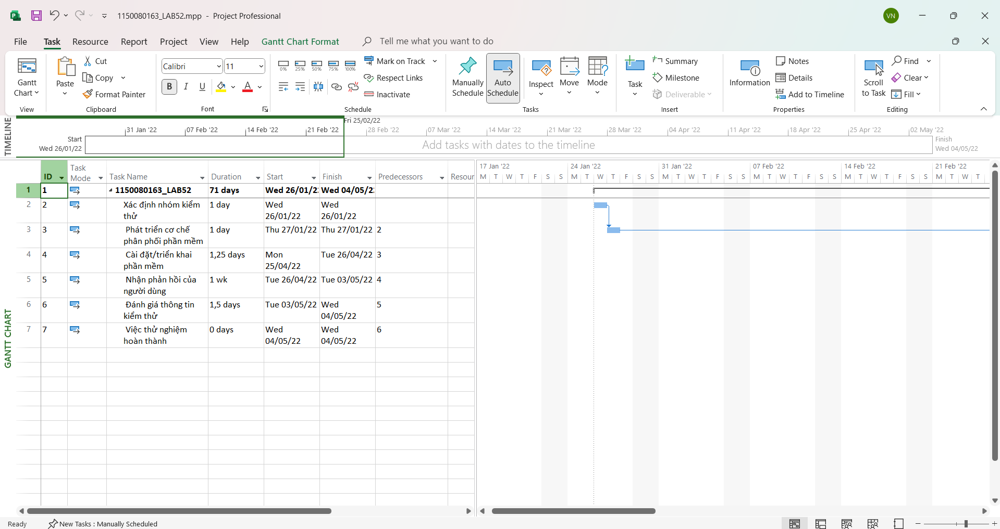 1150080163_LAB52.mpp - Project Professional
VN
File Task Resource Report Project View Help Gantt Chart Format Tell me what you want to do
Gantt Chart
View
Paste
Cut
Copy
Format Painter
Clipboard
Calibri 11
B I U A
Font
0% 25% 50% 75% 100%
Mark on Track
Respect Links
Inactivate
Schedule
Manually Schedule
Auto Schedule
Inspect
Move
Mode
Tasks
Task
Summary
Milestone
Deliverable
Insert
Information
Notes
Details
Add to Timeline
Properties
Scroll to Task
Find
Clear
Fill
Editing
TIMELINE
Fri 25/02/22
31 Jan '22 07 Feb '22 14 Feb '22 21 Feb '22 28 Feb '22 07 Mar '22 14 Mar '22 21 Mar '22 28 Mar '22 04 Apr '22 11 Apr '22 18 Apr '22 25 Apr '22 02 May '22
Start
Wed 26/01/22
Add tasks with dates to the timeline
Finish
Wed 04/05/22
GANTT CHART
ID Task Mode Task Name Duration Start Finish Predecessors Resour
17 Jan '22 24 Jan '22 31 Jan '22 07 Feb '22 14 Feb '22 21 Feb '22
M T W T F S S M T W T F S S M T W T F S S M T W T F S S M T W T F S S M T W T
1 1 1150080163_LAB52 71 days Wed 26/01/2 Wed 04/05/2
2 2 Xác định nhóm kiểm thử 1 day Wed 26/01/22 Wed 26/01/22
3 3 Phát triển cơ chế phân phối phần mềm 1 day Thu 27/01/22 Thu 27/01/22 2
4 4 Cài đặt/triển khai phần mềm 1,25 days Mon 25/04/22 Tue 26/04/22 3
5 5 Nhận phản hồi của người dùng 1 wk Tue 26/04/22 Tue 03/05/22 4
6 6 Đánh giá thông tin kiểm thử 1,5 days Tue 03/05/22 Wed 04/05/22 5
7 7 Việc thử nghiệm hoàn thành 0 days Wed 04/05/22 Wed 04/05/22 6
Ready New Tasks : Manually Scheduled